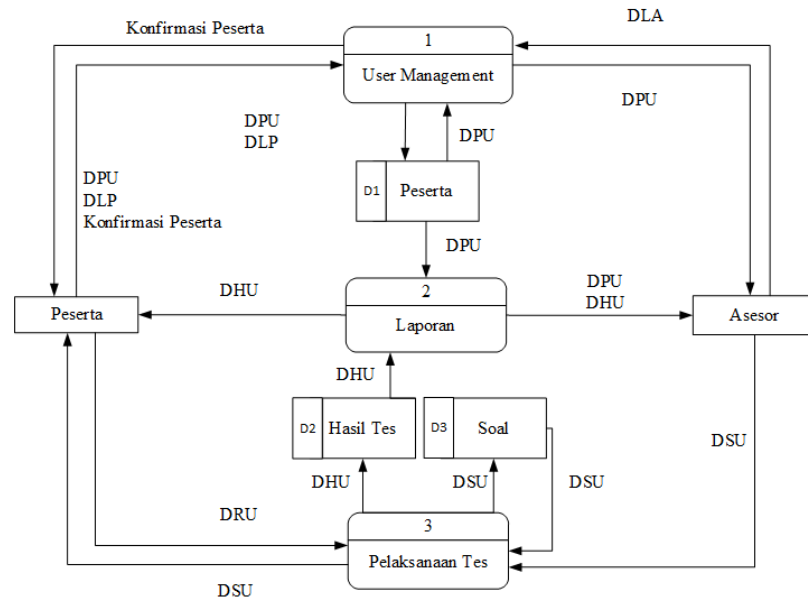 Konfirmasi Peserta
1
DLA
User Management
DPU
DPU
DLP
DPU
DPU
DLP
Konfirmasi Peserta
D1
Peserta
DPU
DHU
2
DPU
DHU
Peserta
Laporan
Asesor
DHU
D2
Hasil Tes
D3
Soal
DSU
DHU
DSU
DSU
DRU
3
Pelaksanaan Tes
DSU